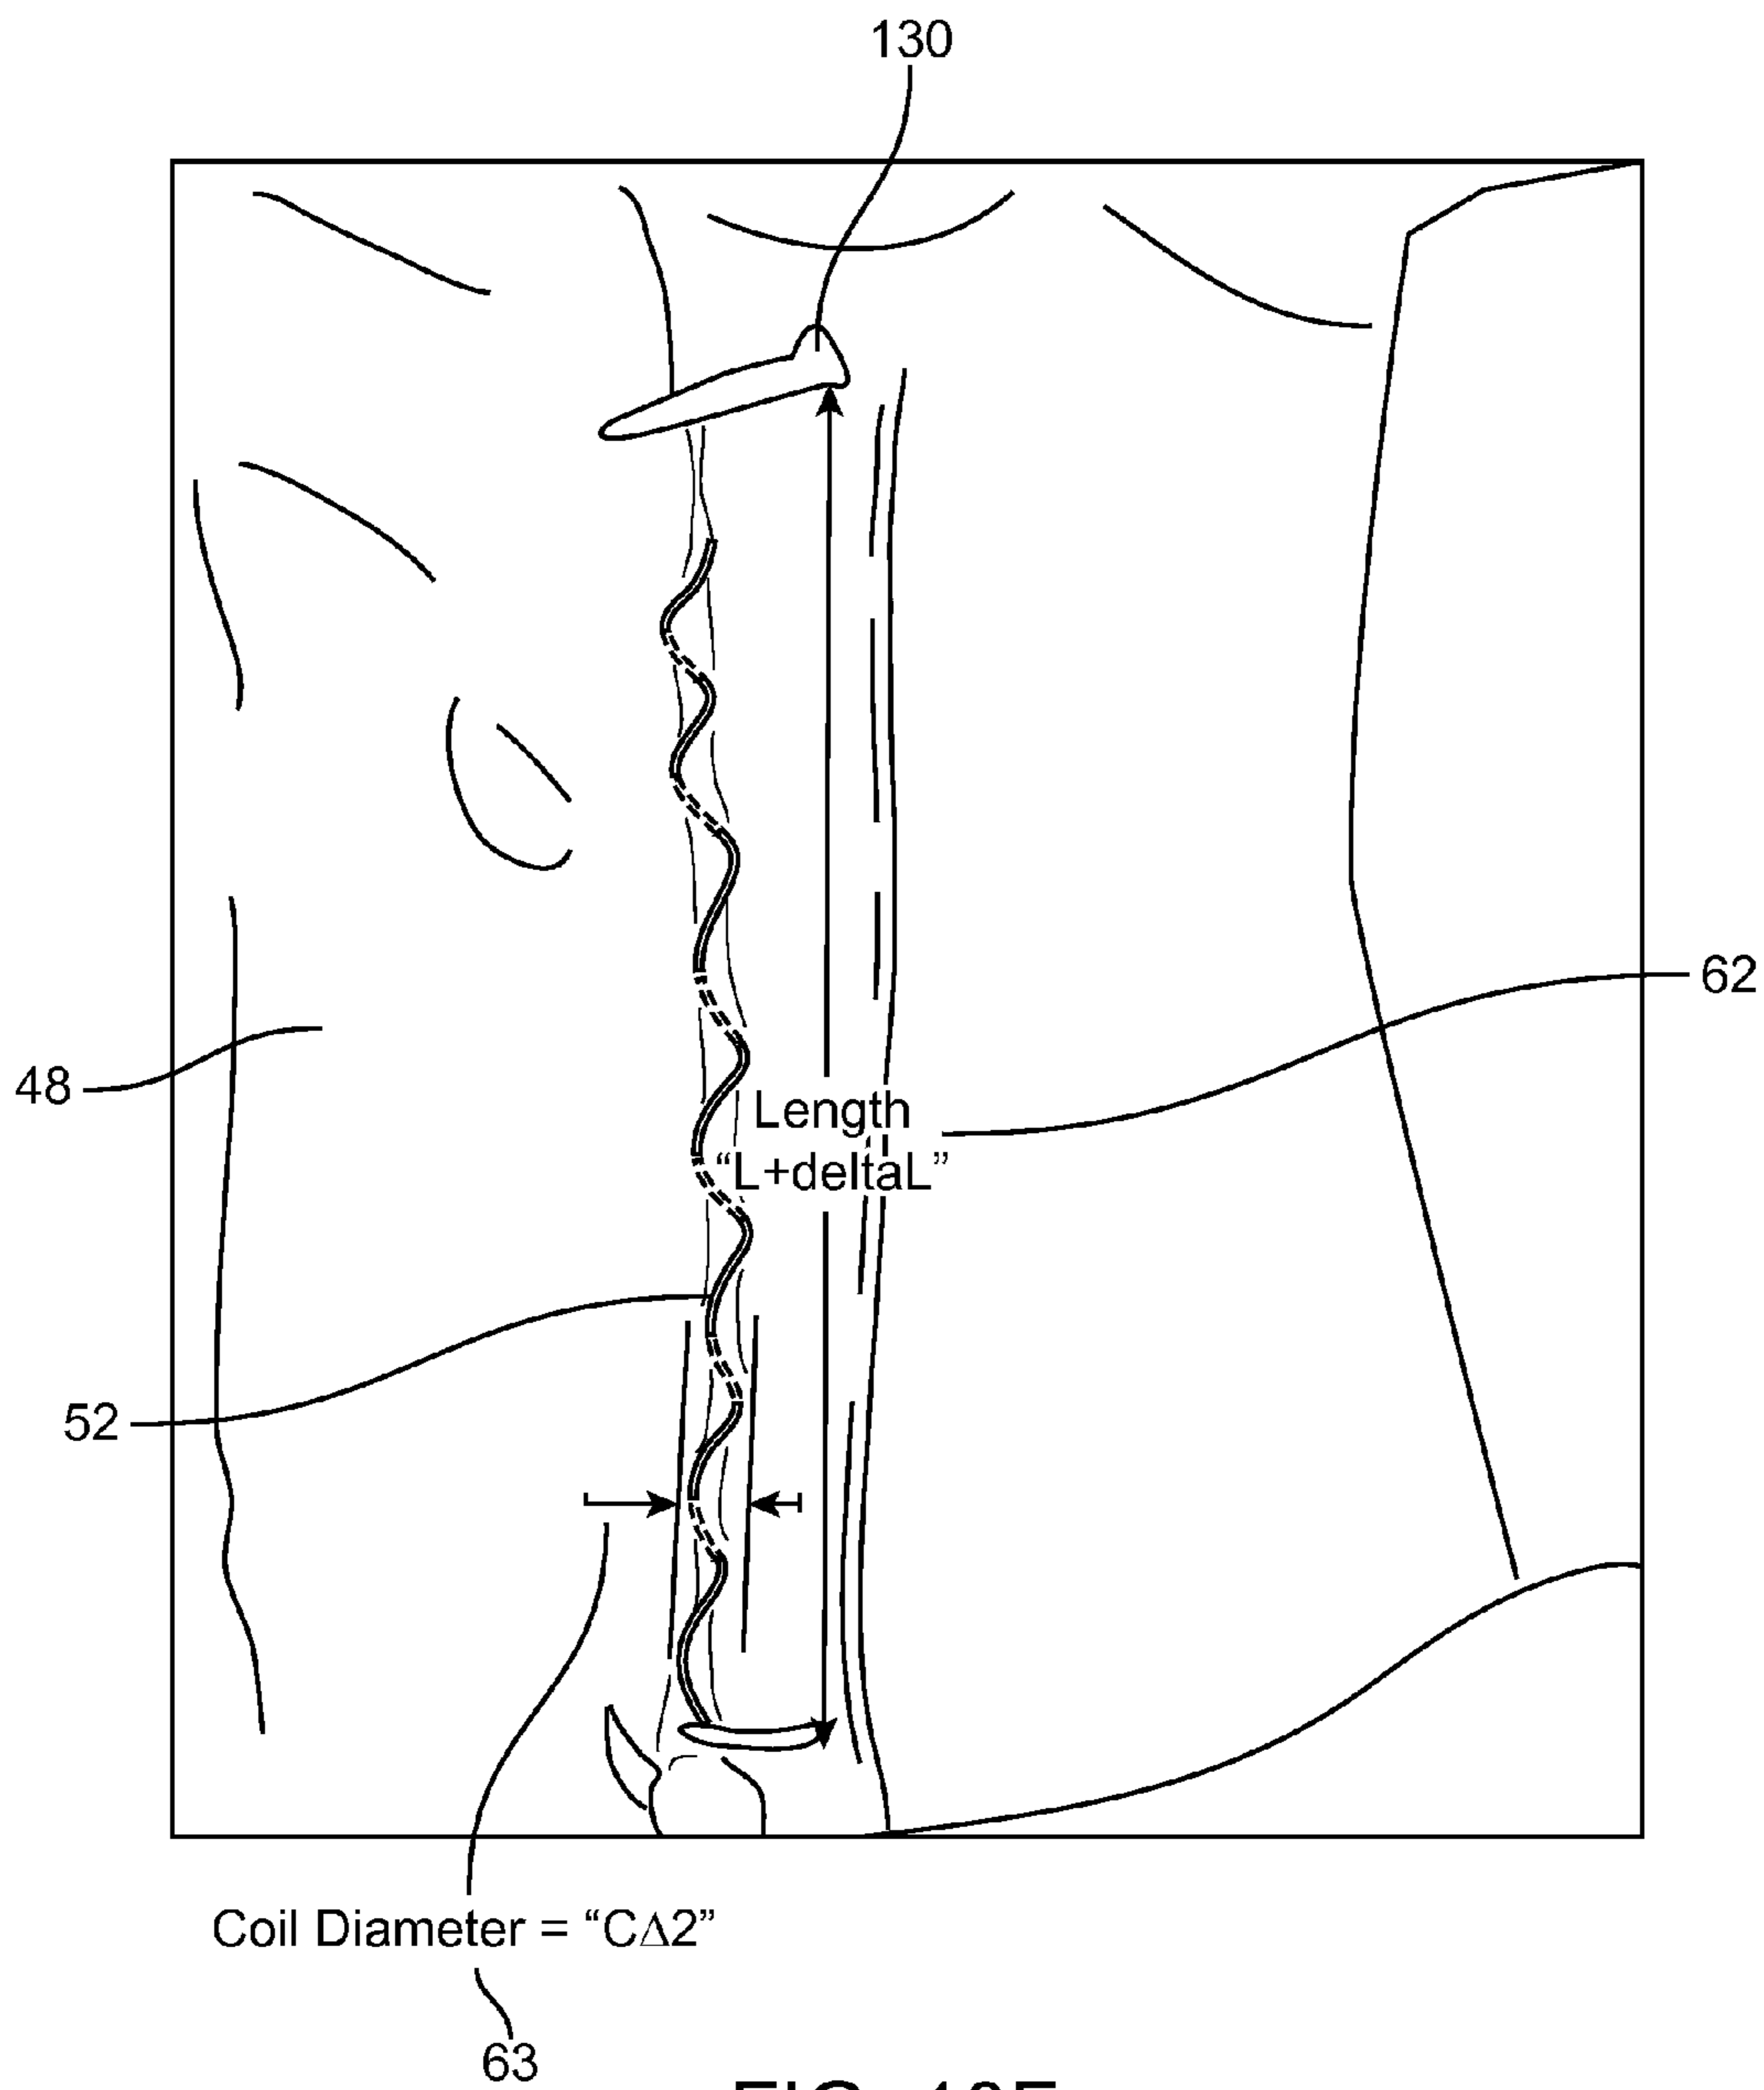 130
62
Length
“L+deltaL”
48
52
Coil Diameter = “CΔ2”
63